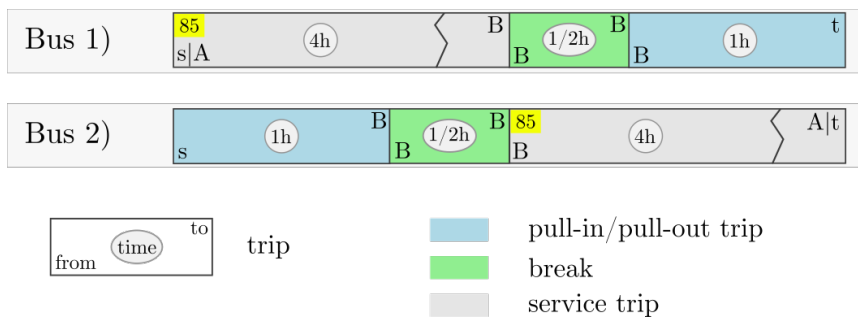 Bus 1)
85
s|A
4h
B
B
1/2h
B
B
1h
t
Bus 2)
s
1h
B
B
1/2h
B
85
B
4h
A|t
from
time
to
trip
pull-in/pull-out trip
break
service trip